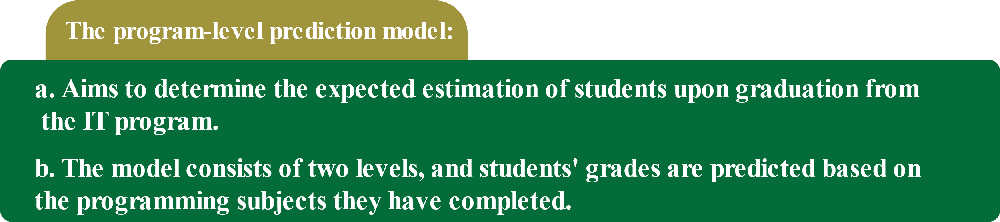 The program-level prediction model:
a. Aims to determine the expected estimation of students upon graduation from
the IT program.
b. The model consists of two levels, and students' grades are predicted based on
the programming subjects they have completed.